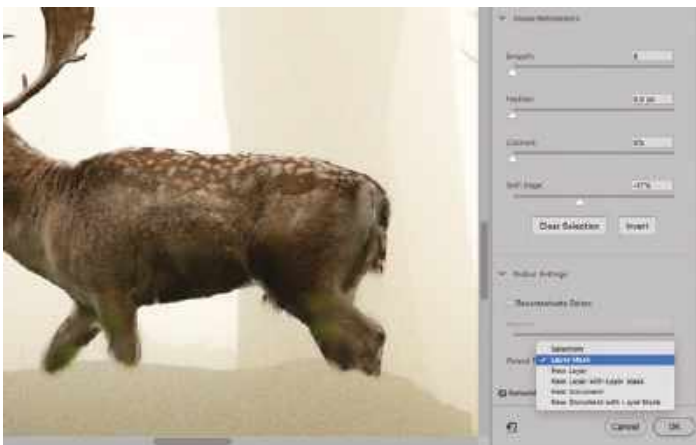 Global Refinements
Smooth: 4
Feather: 0.0 px
Contrast: 0%
Shift Edge: -47%
Clear Selection Invert
Output Settings
Decontaminate Colors
Selection
Layer Mask
New Layer
New Layer with Layer Mask
New Document
New Document with Layer Mask
Cancel OK